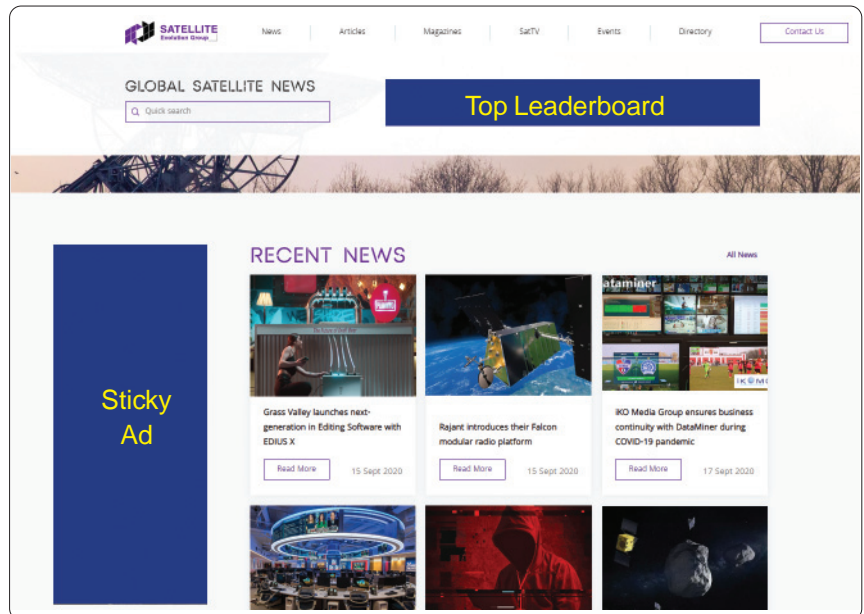 SATELLITE
Evolution Group
News
Articles
Magazines
SatTV
Events
Directory
Contact Us
GLOBAL SATELLITE NEWS
Quick search
Top Leaderboard
Sticky
Ad
RECENT NEWS
All News
ataminer
Grass Valley launches next-
generation in Editing Software with
EDIUS X
Read More
15 Sept 2020
Rajant introduces their Falcon
modular radio platform
Read More
15 Sept 2020
iKO Media Group ensures business
continuity with DataMiner during
COVID-19 pandemic
Read More
17 Sept 2020